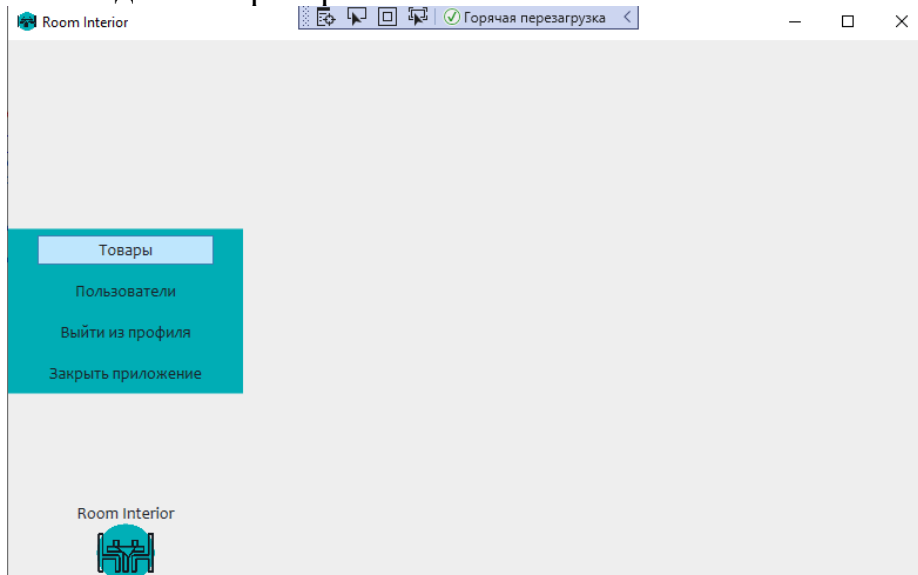 Room Interior
Горячая перезагрузка
Товары
Пользователи
Выйти из профиля
Закрыть приложение
Room Interior